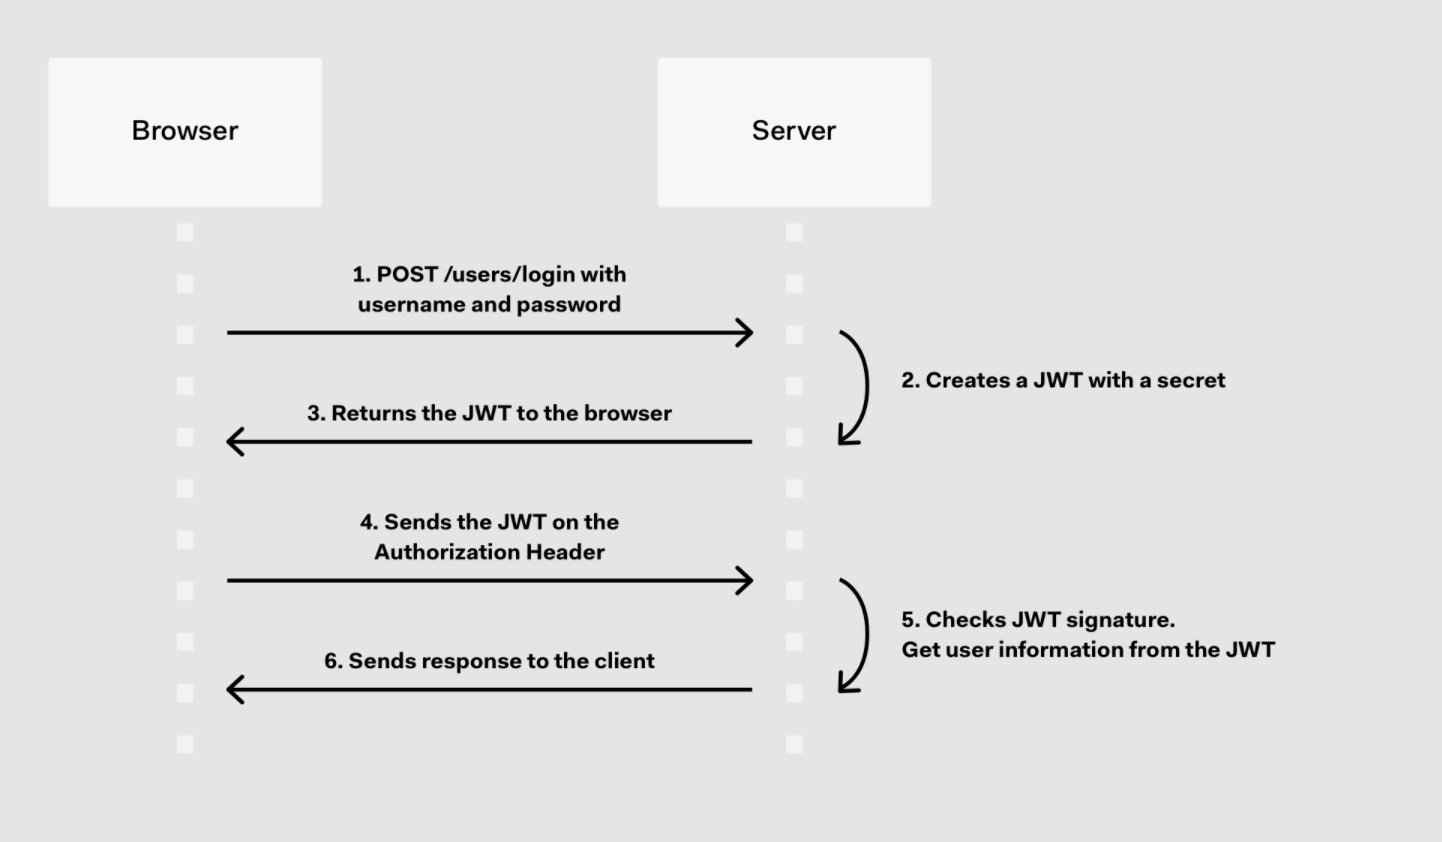 Browser
Server
1. POST /users/login with
username and password
2. Creates a JWT with a secret
3. Returns the JWT to the browser
4. Sends the JWT on the
Authorization Header
5. Checks JWT signature.
Get user information from the JWT
6. Sends response to the client